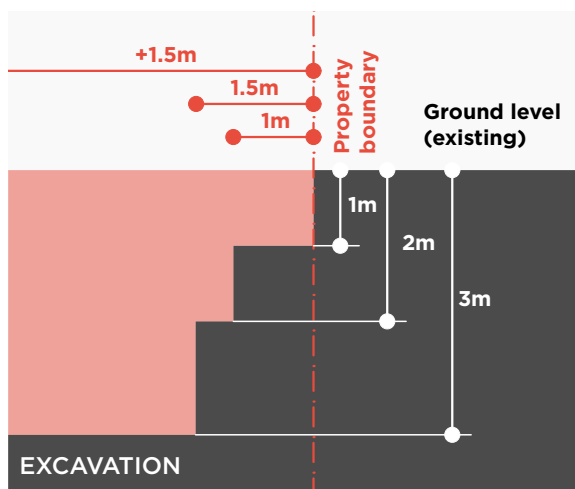 +1.5m
1.5m
1m
Property
boundary
Ground level
(existing)
1m
2m
3m
EXCAVATION